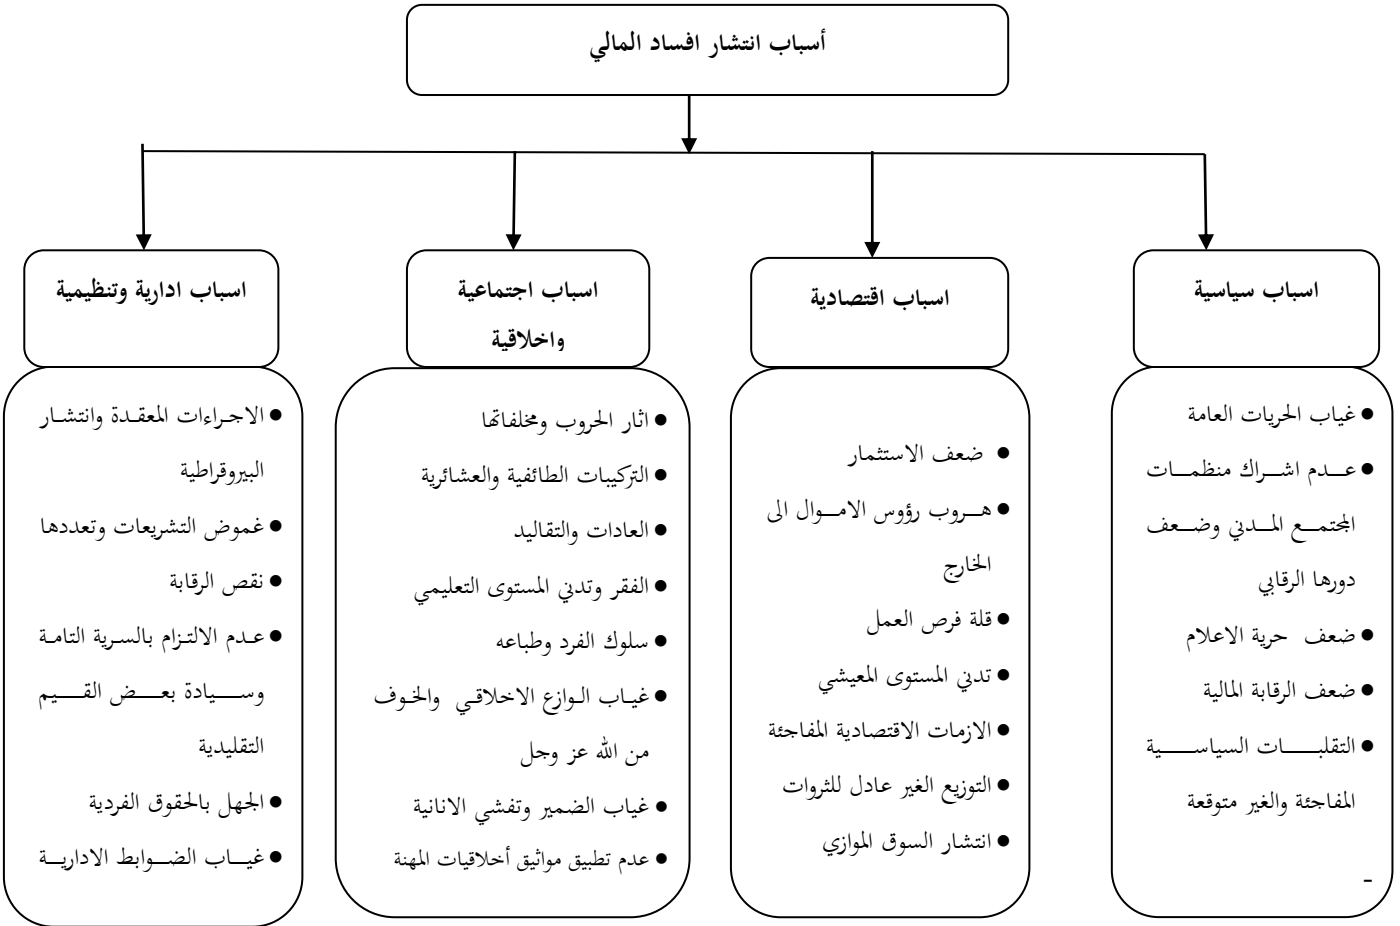 أسباب انتشار افساد المالي
اسباب سياسية
● غياب الحريات العامة
● عدم اشراك منظمات
المجتمع المدني وضعف
دورها الرقابي
● ضعف حرية الاعلام
● ضعف الرقابة المالية
● التقلبات السياسية
المفاجئة والغير متوقعة
-
اسباب اقتصادية
● ضعف الاستثمار
● هروب رؤوس الاموال الى
الخارج
● قلة فرص العمل
● تدني المستوى المعيشي
● الازمات الاقتصادية المفاجئة
● التوزيع الغير عادل للثروات
● انتشار السوق الموازي
اسباب اجتماعية
واخلاقية
● اثار الحروب ومخلفاتها
● التركيبات الطائفية والعشائرية
● العادات والتقاليد
● الفقر وتدني المستوى التعليمي
● سلوك الفرد وطباعه
● غياب الوازع الاخلاقي والخوف
من الله عز وجل
● غياب الضمير وتفشي الانانية
● عدم تطبيق مواثيق أخلاقيات المهنة
اسباب ادارية وتنظيمية
● الاجراءات المعقدة وانتشار
البيروقراطية
● غموض التشريعات وتعددها
● نقص الرقابة
● عدم الالتزام بالسرية التامة
وسيادة بعض القيم
التقليدية
● الجهل بالحقوق الفردية
● غياب الضوابط الادارية